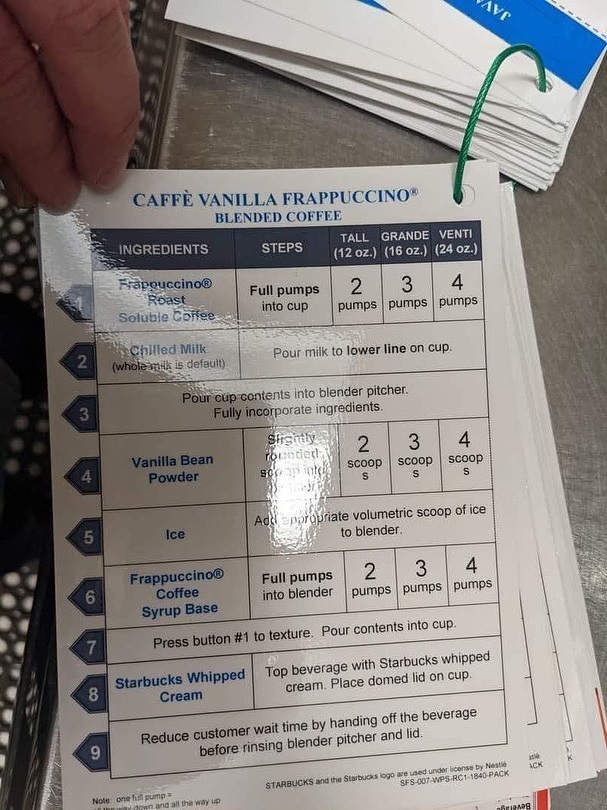 JAVA
CAFFÈ VANILLA FRAPPUCCINO®
BLENDED COFFEE
INGREDIENTS STEPS TALL (12 oz.) GRANDE (16 oz.) VENTI (24 oz.)
1 Frappuccino® Roast Soluble Coffee Full pumps into cup 2 pumps 3 pumps 4 pumps
2 Chilled Milk (whole milk is default) Pour milk to lower line on cup.
3 Pour cup contents into blender pitcher.
Fully incorporate ingredients.
4 Vanilla Bean Powder Slightly rounded scoop into 2 scoop s 3 scoop s 4 scoop s
5 Ice Add appropriate volumetric scoop of ice
to blender.
6 Frappuccino® Coffee Syrup Base Full pumps into blender 2 pumps 3 pumps 4 pumps
7 Press button #1 to texture. Pour contents into cup.
8 Starbucks Whipped Cream Top beverage with Starbucks whipped
cream. Place domed lid on cup.
9 Reduce customer wait time by handing off the beverage
before rinsing blender pitcher and lid.
STARBUCKS and the Starbucks logo are used under license by Nestlé
SFS-007-WPS-RC1-1840-PACK
Note: one full pump =
way down and all the way up
Beverage